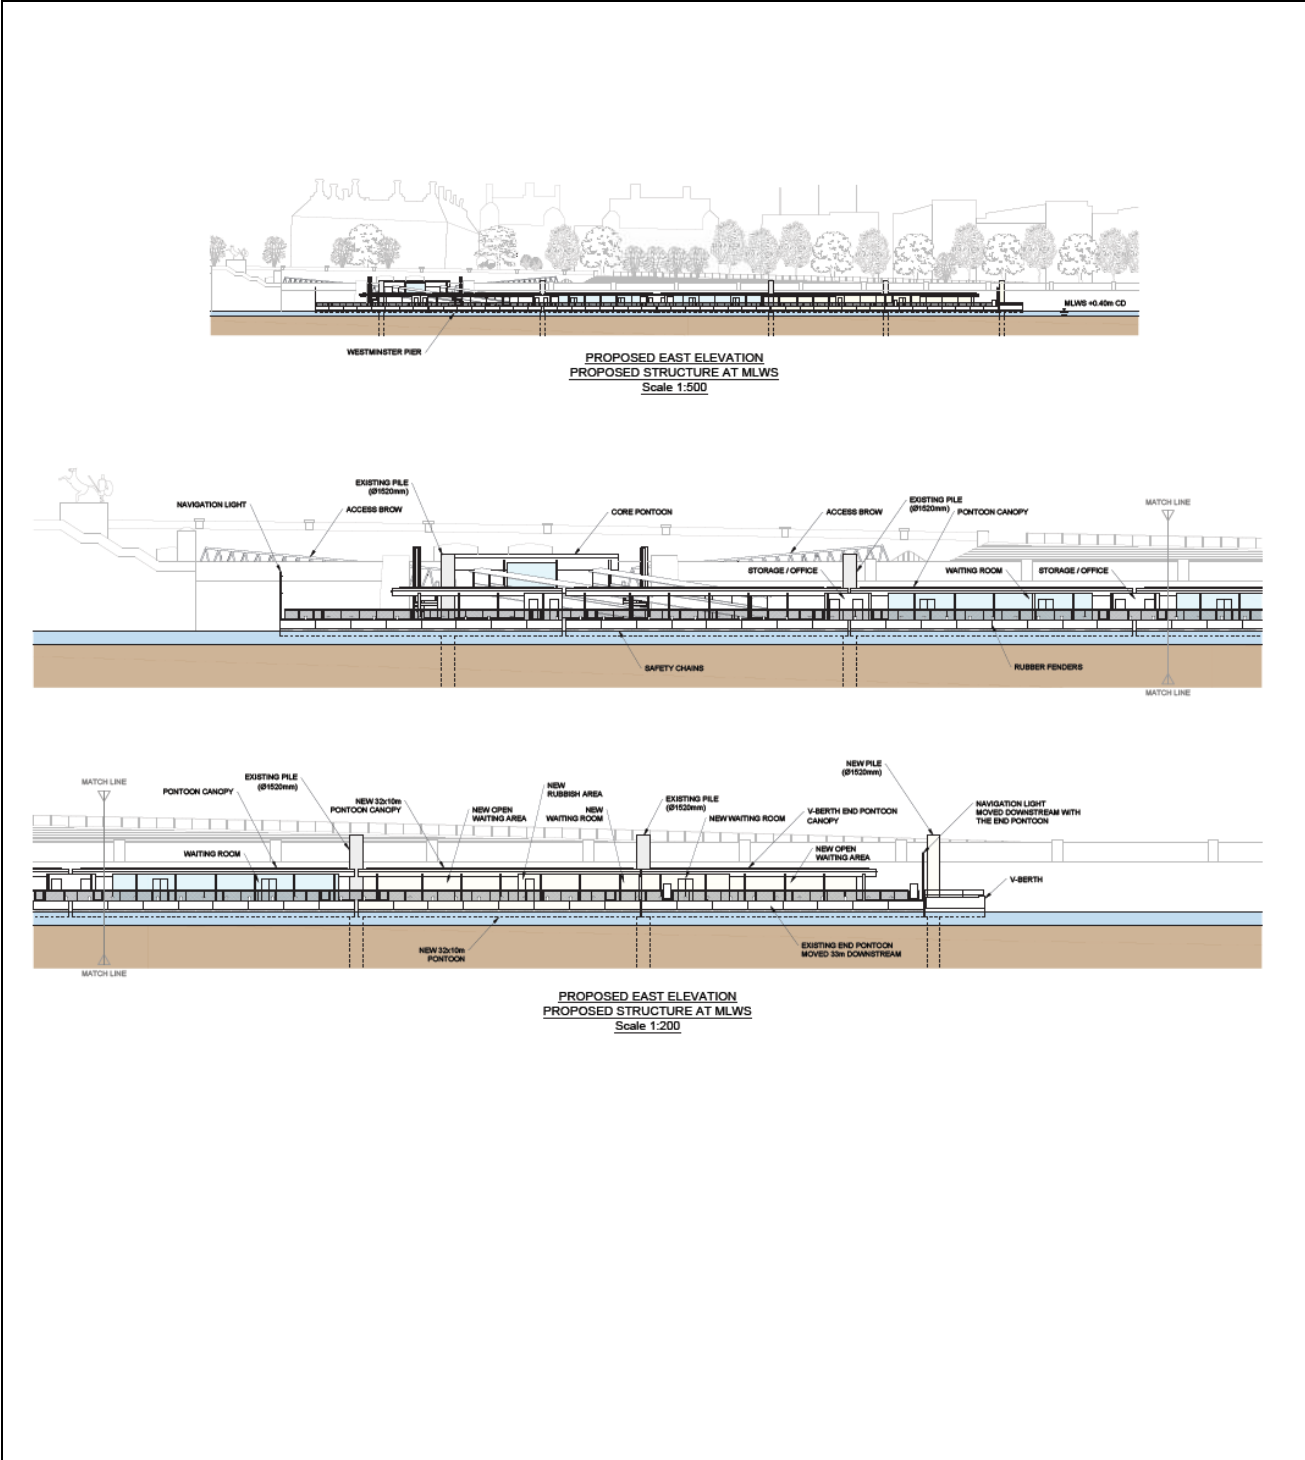 MLWS +0.40m CD
WESTMINSTER PIER
PROPOSED EAST ELEVATION
PROPOSED STRUCTURE AT MLWS
Scale 1:500
NAVIGATION LIGHT
EXISTING PILE
(Ø1520mm)
ACCESS BROW
CORE PONTOON
ACCESS BROW
EXISTING PILE
(Ø1520mm)
PONTOON CANOPY
MATCH LINE
STORAGE / OFFICE
WAITING ROOM
STORAGE / OFFICE
SAFETY CHAINS
RUBBER FENDERS
MATCH LINE
MATCH LINE
PONTOON CANOPY
EXISTING PILE
(Ø1520mm)
NEW 32x10m
PONTOON CANOPY
NEW OPEN
WAITING AREA
NEW
RUBBISH AREA
NEW
WAITING ROOM
EXISTING PILE
(Ø1520mm)
NEW WAITING ROOM
NEW PILE
(Ø1520mm)
V-BERTH END PONTOON
CANOPY
NAVIGATION LIGHT
MOVED DOWNSTREAM WITH
THE END PONTOON
WAITING ROOM
NEW OPEN
WAITING AREA
V-BERTH
NEW 32x10m
PONTOON
EXISTING END PONTOON
MOVED 33m DOWNSTREAM
MATCH LINE
PROPOSED EAST ELEVATION
PROPOSED STRUCTURE AT MLWS
Scale 1:200